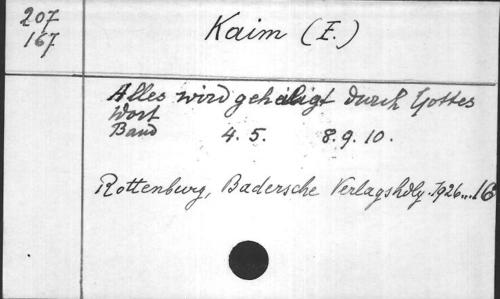 207
167
Kaim (E.)
Alles wird geheiligt durch Gottes
Wort
Band 4. 5. 8. 9. 10.
Rottenburg, Badersche Verlagshdlg. 1926...16